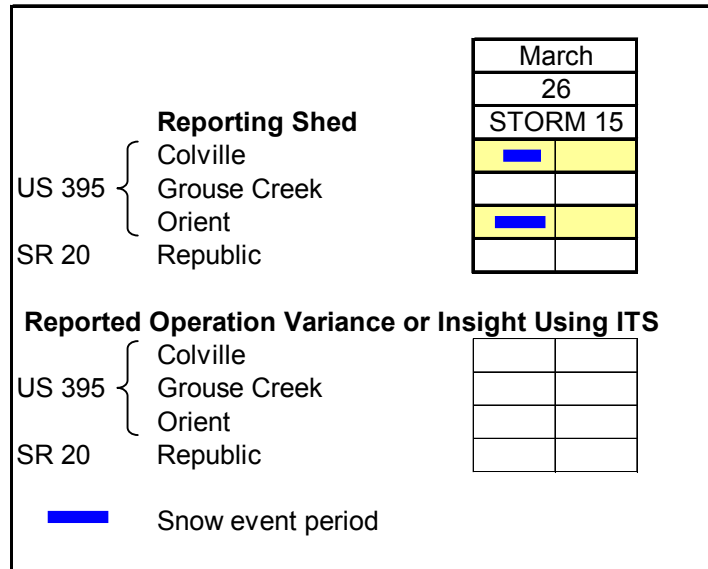 March
26
Reporting Shed STORM 15
Colville
US 395 Grouse Creek
Orient
SR 20 Republic
Reported Operation Variance or Insight Using ITS
Colville
US 395 Grouse Creek
Orient
SR 20 Republic
Snow event period